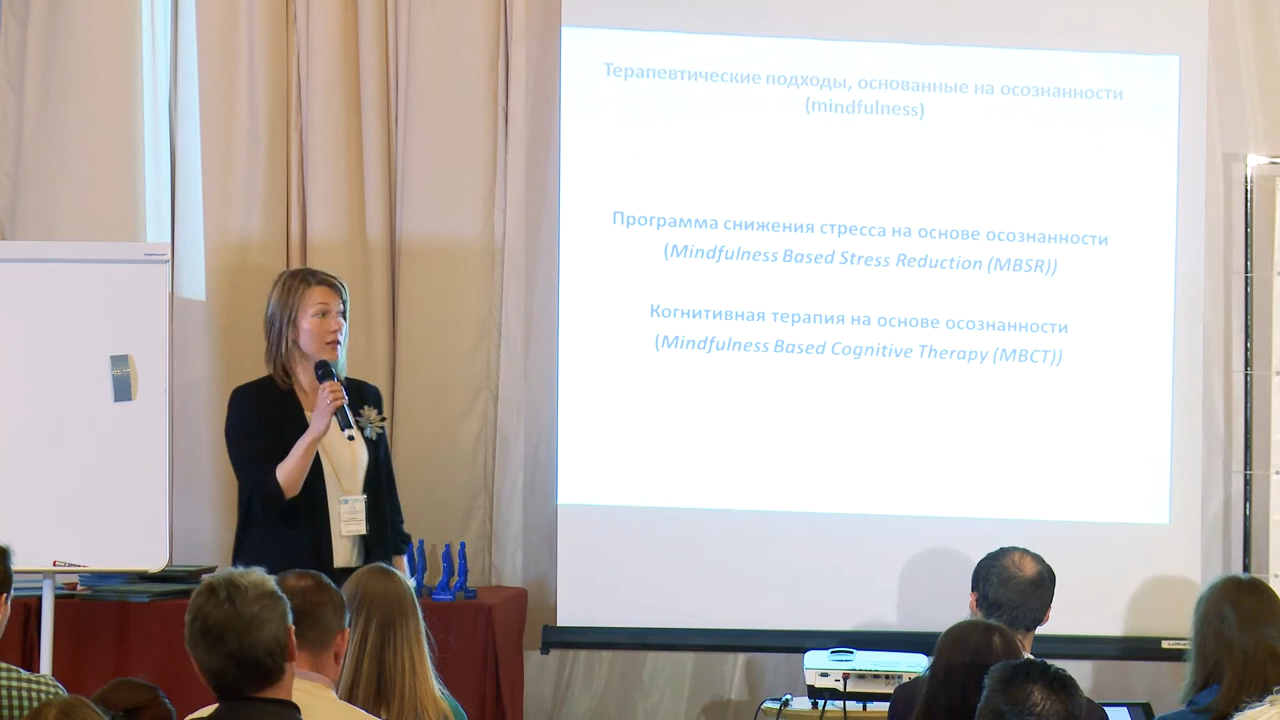 Терапевтические подходы, основанные на осознанности
(mindfulness)
Программа снижения стресса на основе осознанности
(Mindfulness Based Stress Reduction (MBSR))
Когнитивная терапия на основе осознанности
(Mindfulness Based Cognitive Therapy (MBCT))